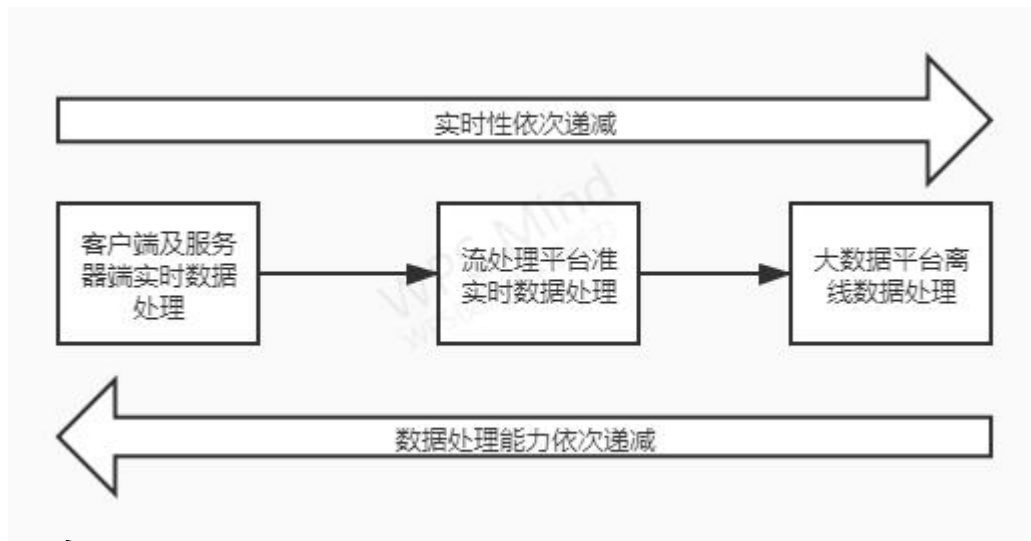 实时性依次递减
客户端及服务
器端实时数据
处理
流处理平台准
实时数据处理
大数据平台离
线数据处理
Wps Mind
数据处理能力依次递减